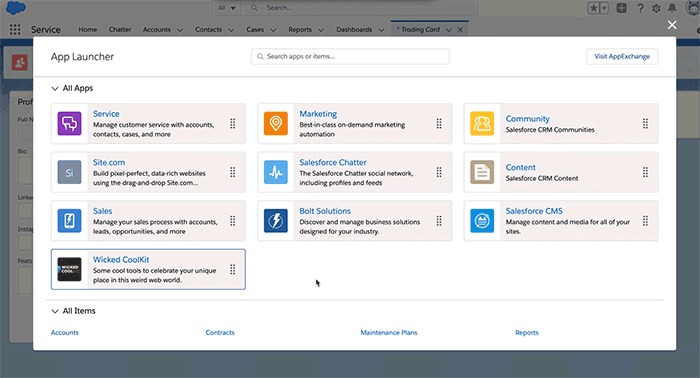 All
Search...
Service
Home
Chatter
Accounts
Contacts
Cases
Reports
Dashboards
* Trading Card
App Launcher
Search apps or items...
Visit AppExchange
All Apps
Service
Manage customer service with accounts,
contacts, cases, and more
Marketing
Best-in-class on-demand marketing
automation
Community
Salesforce CRM Communities
Si
Site.com
Build pixel-perfect, data-rich websites
using the drag-and-drop Site.com...
Salesforce Chatter
The Salesforce Chatter social network,
including profiles and feeds
Content
Salesforce CRM Content
Sales
Manage your sales process with accounts,
leads, opportunities, and more
Bolt Solutions
Discover and manage business solutions
designed for your industry.
Salesforce CMS
Manage content and media for all of your
sites.
WICKED
COOLKIT
Wicked CoolKit
Some cool tools to celebrate your unique
place in this weird web world.
All Items
Accounts
Contracts
Maintenance Plans
Reports
Prof
Full N
Bio
Linke
Insta
Feats